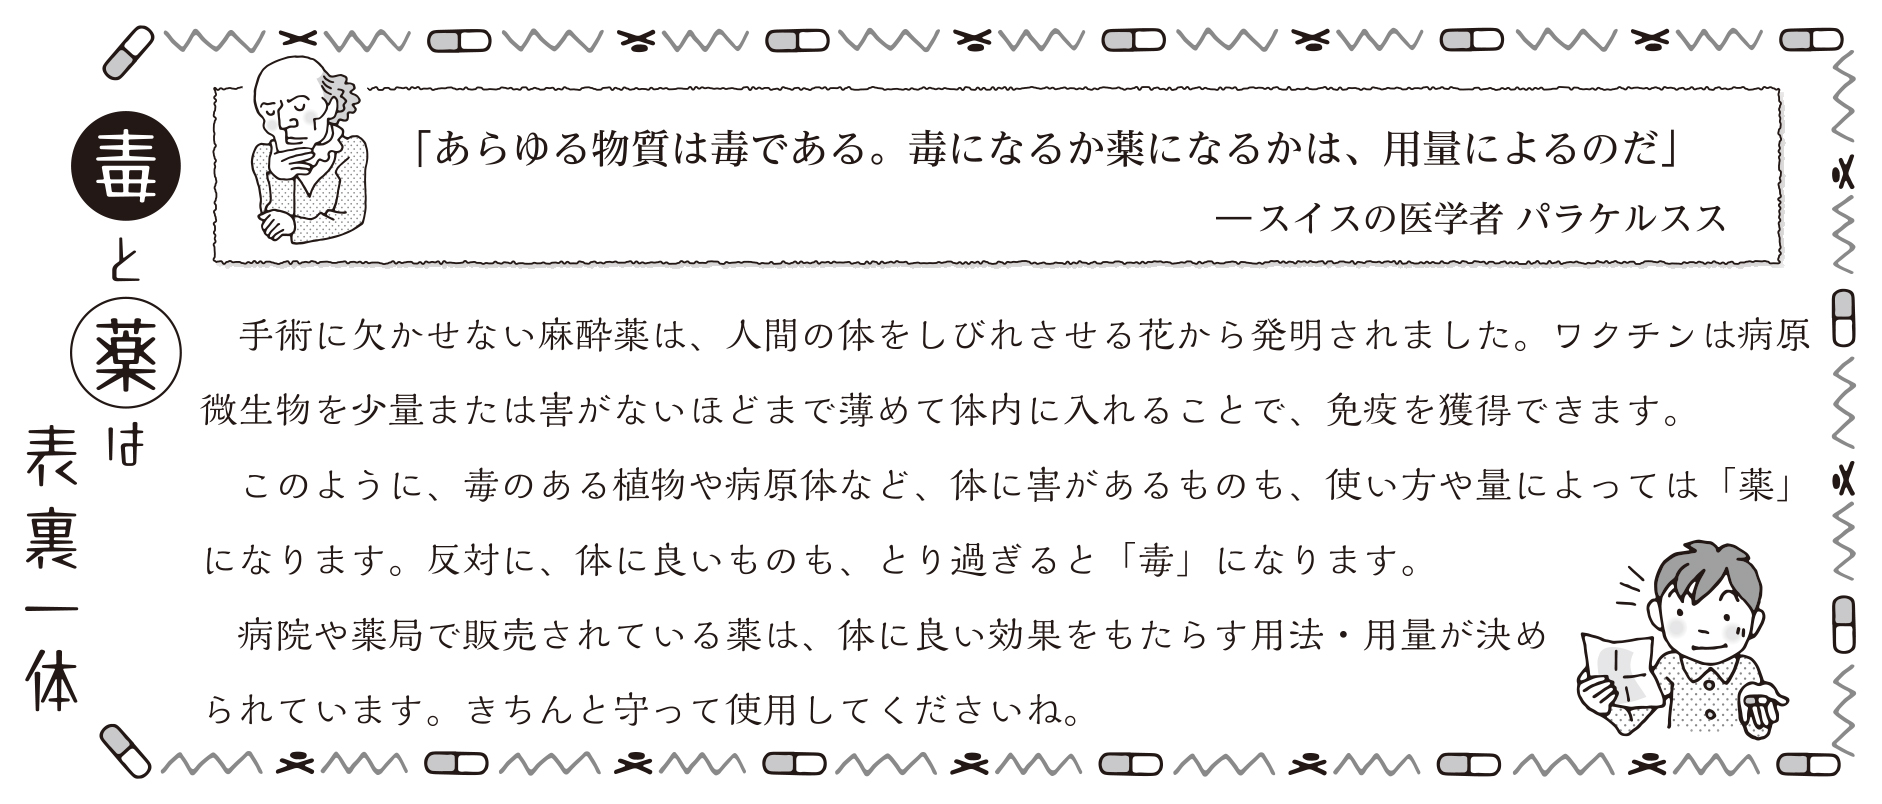 毒と薬は
表裏一体
「あらゆる物質は毒である。毒になるか薬になるかは、用量によるのだ」
―スイスの医学者 パラケルスス
手術に欠かせない麻酔薬は、人間の体をしびれさせる花から発明されました。ワクチンは病原
微生物を少量または害がないほどまで薄めて体内に入れることで、免疫を獲得できます。
このように、毒のある植物や病原体など、体に害があるものも、使い方や量によっては「薬」
になります。反対に、体に良いものも、とり過ぎると「毒」になります。
病院や薬局で販売されている薬は、体に良い効果をもたらす用法・用量が決め
られています。きちんと守って使用してくださいね。